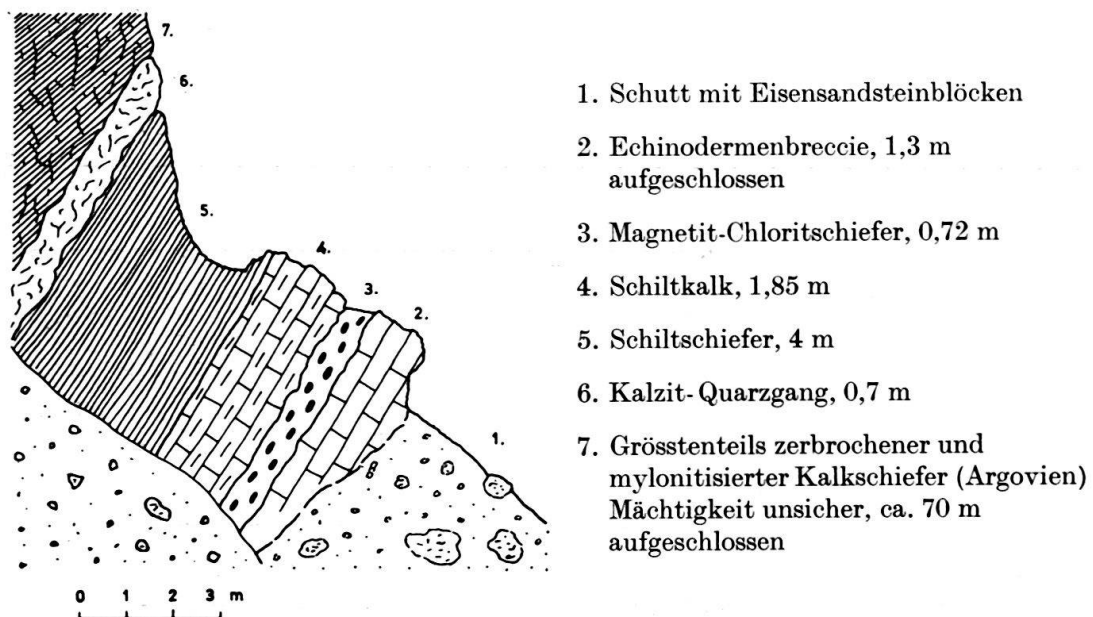 7.
6.
5.
4.
3.
2.
1.
0 1 2 3 m
1. Schutt mit Eisensandsteinblöcken
2. Echinodermenbreccie, 1,3 m
aufgeschlossen
3. Magnetit-Chloritschiefer, 0,72 m
4. Schiltkalk, 1,85 m
5. Schiltschiefer, 4 m
6. Kalzit-Quarzgang, 0,7 m
7. Grösstenteils zerbrochener und
mylonitisierter Kalkschiefer (Argovien)
Mächtigkeit unsicher, ca. 70 m
aufgeschlossen